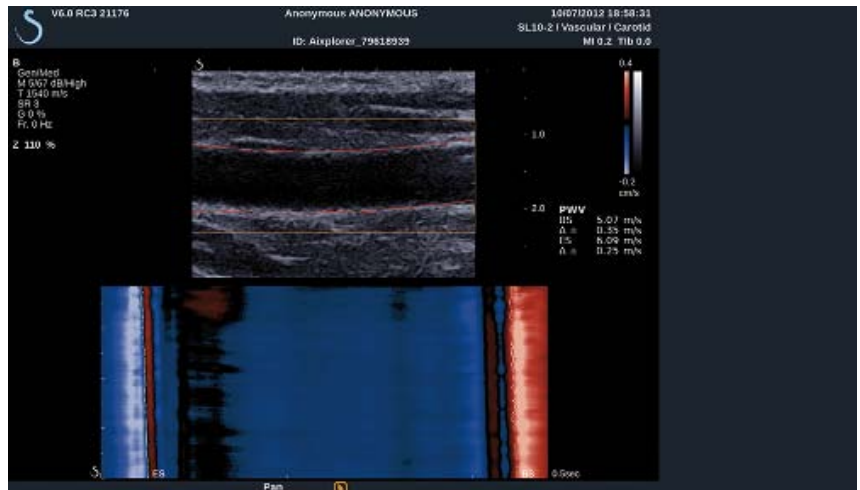 V6.0 RC3 21176
Anonymous ANONYMOUS
10/07/2012 18:58:31
SL10-2 / Vascular / Carotid
ID: Aixplorer_79618939
MI 0.2 TIb 0.0
B
Gen/Med
M 5/67 dB/High
T 1540 m/s
SR 3
G 0 %
Fr. 0 Hz
Z 110 %
S
0.4
- 1.0
-0.2
cm/s
- 2.0
PWV
BS 5.07 m/s
Δ ± 0.35 m/s
ES 6.09 m/s
Δ ± 0.25 m/s
S
ES
BS
0.5sec
Pan